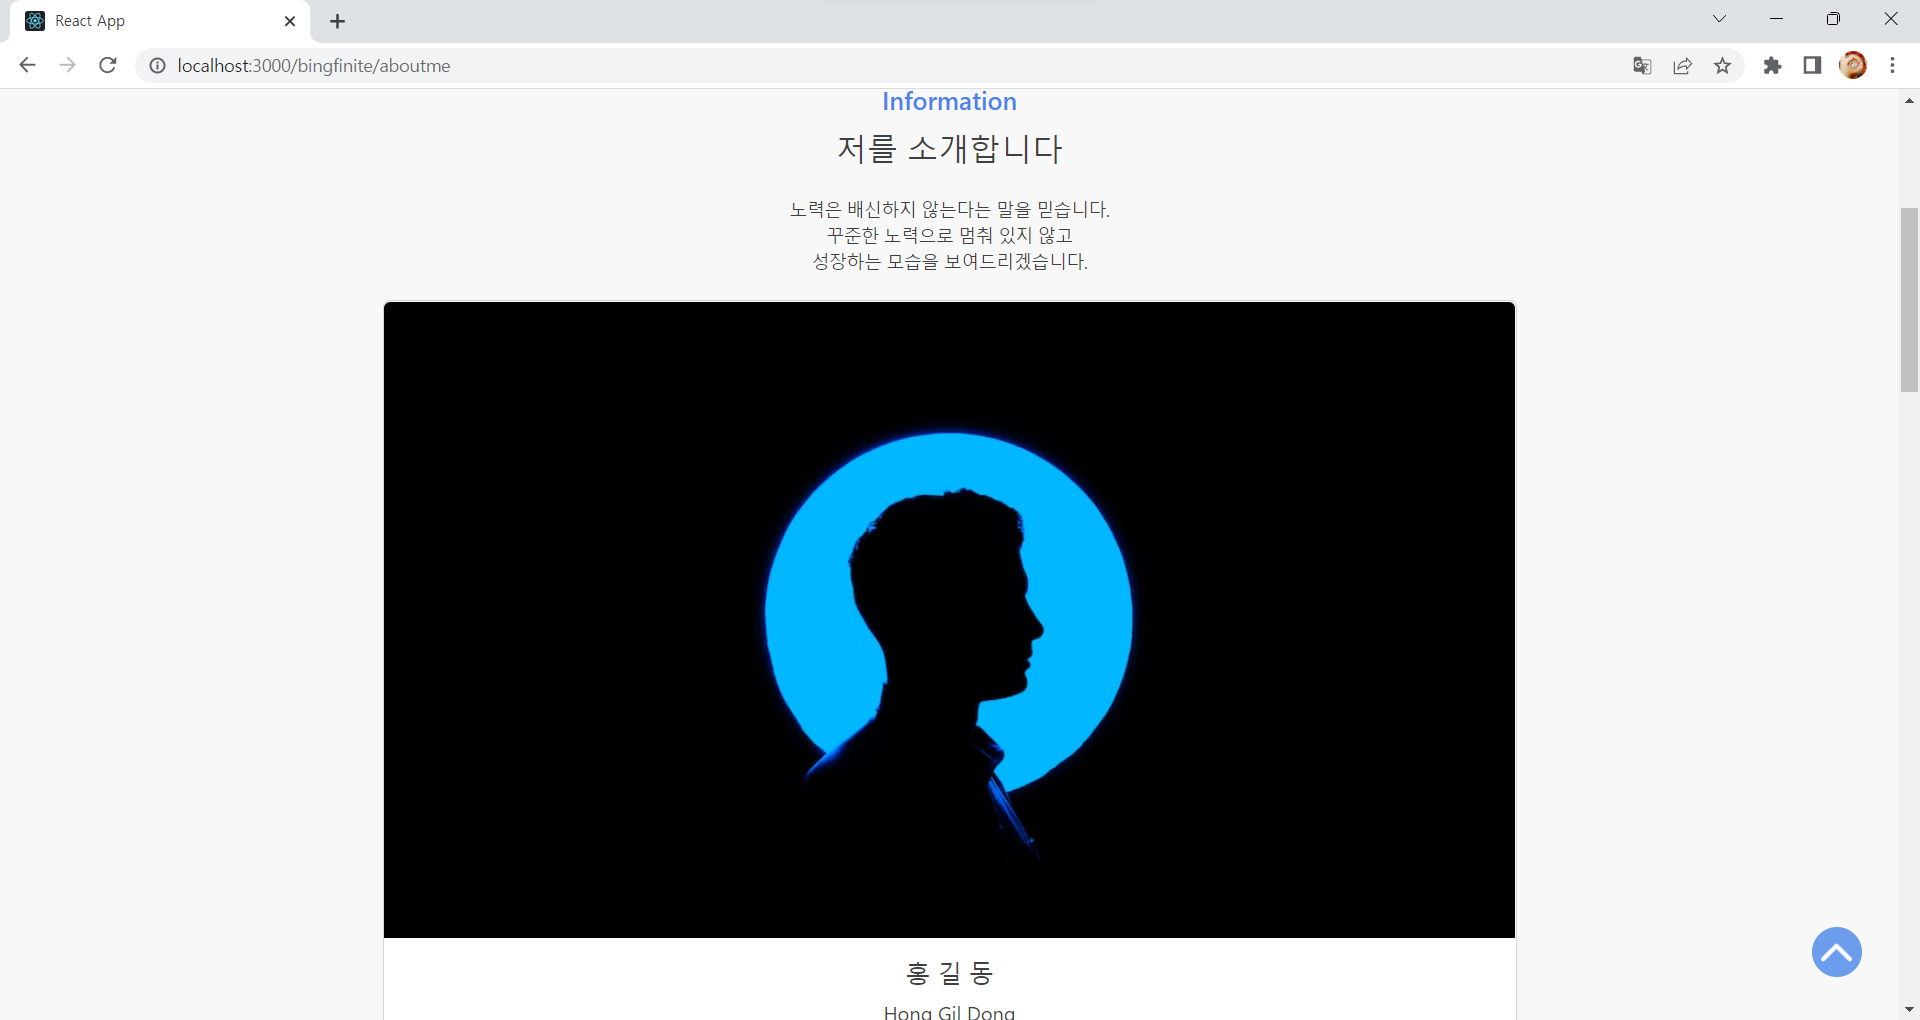 React App
localhost:3000/bingfinite/aboutme
Information
저를 소개합니다
노력은 배신하지 않는다는 말을 믿습니다.
꾸준한 노력으로 멈춰 있지 않고
성장하는 모습을 보여드리겠습니다.
홍 길 동
Hong Gil Dong